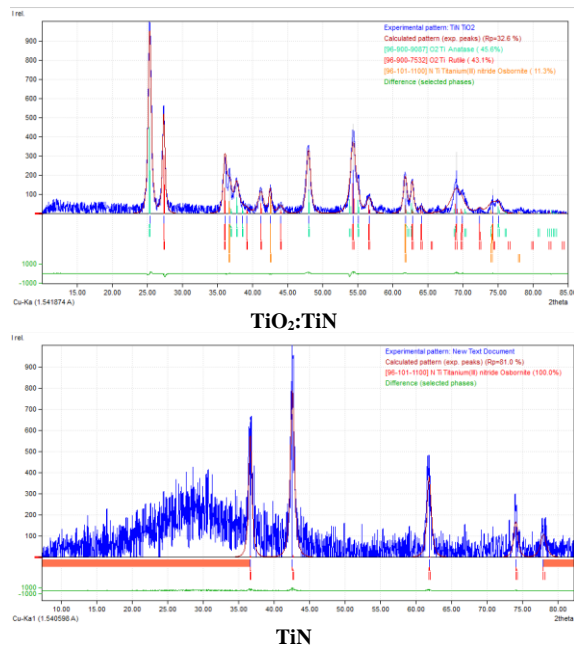 I rel.
Experimental pattern: TiN TiO2
Calculated pattern (exp. peaks) (Rp=32.6 %)
[96-900-9087] O2 Ti Anatase ( 45.6%)
[96-900-7532] O2 Ti Rutile ( 43.1%)
[96-101-1100] N Ti Titanium(III) nitride Osbornite ( 11.3%)
Difference (selected phases)
900
800
700
600
500
400
300
200
100
1000
-1000
10.00 15.00 20.00 25.00 30.00 35.00 40.00 45.00 50.00 55.00 60.00 65.00 70.00 75.00 80.00 85.00
Cu-Ka (1.541874 A) 2theta
TiO₂:TiN
I rel.
Experimental pattern: New Text Document
Calculated pattern (exp. peaks) (Rp=81.0 %)
[96-101-1100] N Ti Titanium(III) nitride Osbornite (100.0%)
Difference (selected phases)
900
800
700
600
500
400
300
200
100
1000
-1000
10.00 15.00 20.00 25.00 30.00 35.00 40.00 45.00 50.00 55.00 60.00 65.00 70.00 75.00 80.00
Cu-Ka1 (1.540598 A) 2theta
TiN